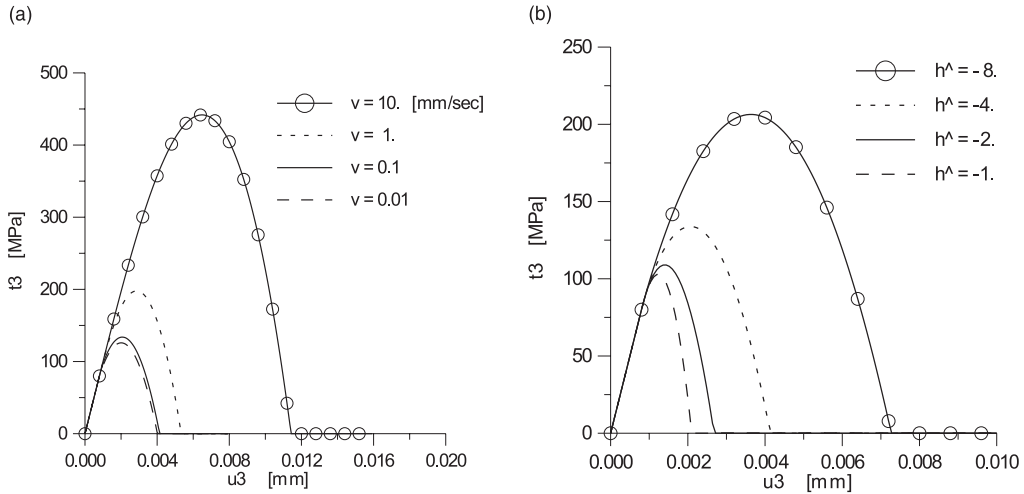 (a)
500
400
300
200
100
0
t3 [MPa]
0.000
0.004
0.008
0.012
0.016
0.020
u3 [mm]
v = 10. [mm/sec]
v = 1.
v = 0.1
v = 0.01
(b)
250
200
150
100
50
0
t3 [MPa]
0.000
0.002
0.004
0.006
0.008
0.010
u3 [mm]
h^ = -8.
h^ = -4.
h^ = -2.
h^ = -1.